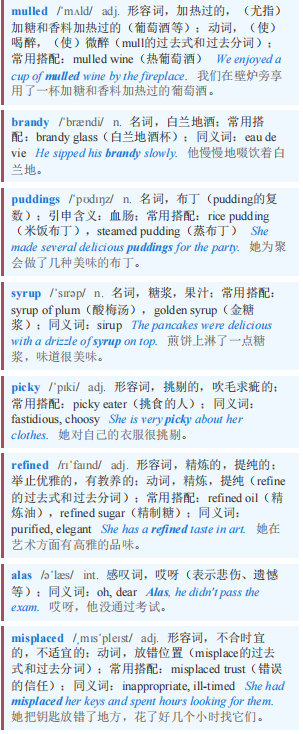 mulled /'mʌld/ adj. 形容词，加热过的，（尤指）
加糖和香料加热过的（葡萄酒等）；动词，（使）
喝醉，（使）微醉（mull的过去式和过去分词）；
常用搭配：mulled wine（热葡萄酒） We enjoyed a
cup of mulled wine by the fireplace. 我们在壁炉旁享
用了一杯加糖和香料加热过的葡萄酒。
brandy /'brændi/ n. 名词，白兰地酒；常用搭
配：brandy glass（白兰地酒杯）；同义词：eau de
vie He sipped his brandy slowly. 他慢慢地啜饮着白
兰地。
puddings /'pʊdɪŋz/ n. 名词，布丁（pudding的复
数）；引申含义：血肠；常用搭配：rice pudding
（米饭布丁），steamed pudding（蒸布丁） She
made several delicious puddings for the party. 她为聚
会做了几种美味的布丁。
syrup /'sɪrəp/ n. 名词，糖浆，果汁；常用搭配：
syrup of plum（酸梅汤），golden syrup（金糖
浆）；同义词：sirup The pancakes were delicious
with a drizzle of syrup on top. 煎饼上淋了一点糖
浆，味道很美味。
picky /'pɪki/ adj. 形容词，挑剔的，吹毛求疵的；
常用搭配：picky eater（挑食的人）；同义词：
fastidious, choosy She is very picky about her
clothes. 她对自己的衣服很挑剔。
refined /rɪ'faɪnd/ adj. 形容词，精炼的，提纯的；
举止优雅的，有教养的；动词，精炼，提纯（refine
的过去式和过去分词）；常用搭配：refined oil（精
炼油），refined sugar（精制糖）；同义词：
purified, elegant She has a refined taste in art. 她在
艺术方面有高雅的品味。
alas /ə'læs/ int. 感叹词，哎呀（表示悲伤、遗憾
等）；同义词：oh, dear Alas, he didn't pass the
exam. 哎呀，他没通过考试。
misplaced /ˌmɪs'pleɪst/ adj. 形容词，不合时宜
的，不适宜的；动词，放错位置（misplace的过去
式和过去分词）；常用搭配：misplaced trust（错误
的信任）；同义词：inappropriate, ill-timed She had
misplaced her keys and spent hours looking for them.
她把钥匙放错了地方，花了好几个小时找它们。